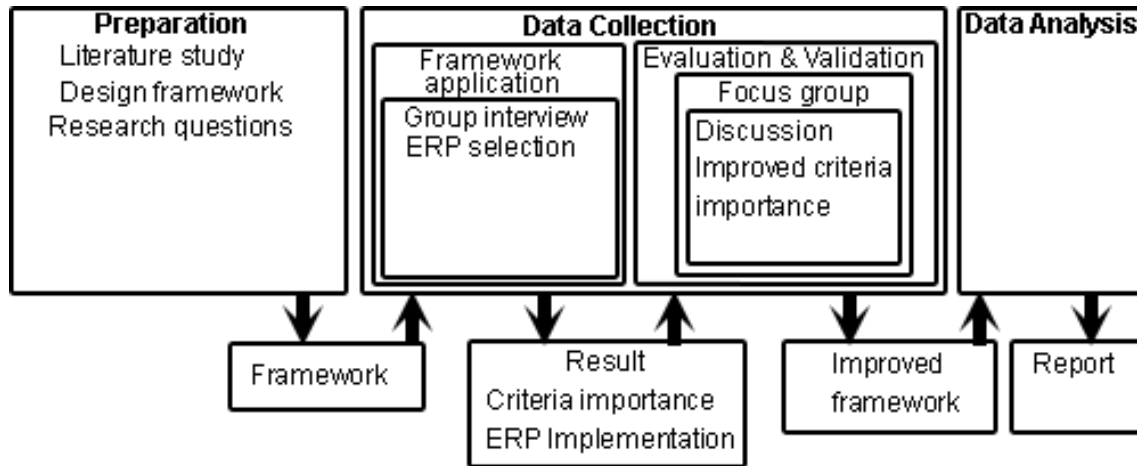 Preparation
Literature study
Design framework
Research questions
Data Collection
Framework
application
Group interview
ERP selection
Evaluation & Validation
Focus group
Discussion
Improved criteria
importance
Data Analysis
Framework
Result
Criteria importance
ERP Implementation
Improved
framework
Report